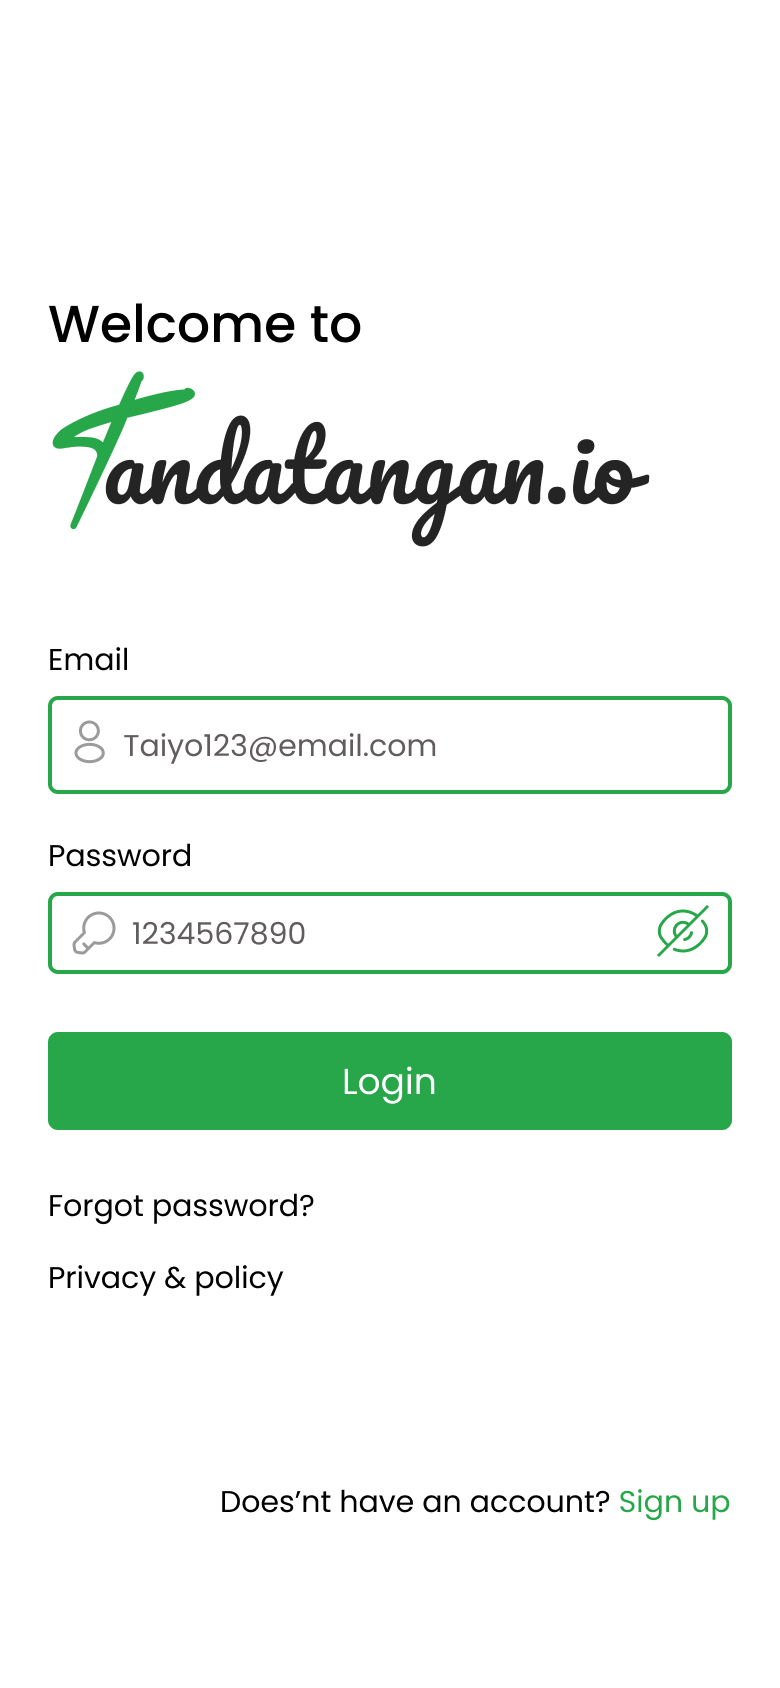 Welcome to
Tandatangan.io
Email
Taiyo123@email.com
Password
1234567890
Login
Forgot password?
Privacy & policy
Does’nt have an account? Sign up